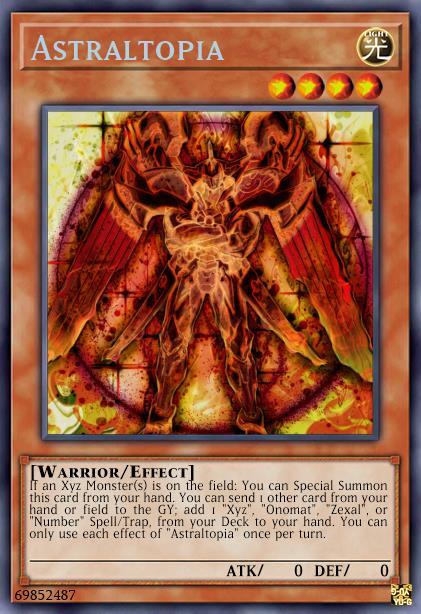 ASTRALTOPIA
LIGHT
光
[WARRIOR/EFFECT]
If an Xyz Monster(s) is on the field: You can Special Summon
this card from your hand. You can send 1 other card from your
hand or field to the GY; add 1 "Xyz", "Onomat", "Zexal", or
"Number" Spell/Trap, from your Deck to your hand. You can
only use each effect of "Astraltopia" once per turn.
ATK/ 0 DEF/ 0
69852487